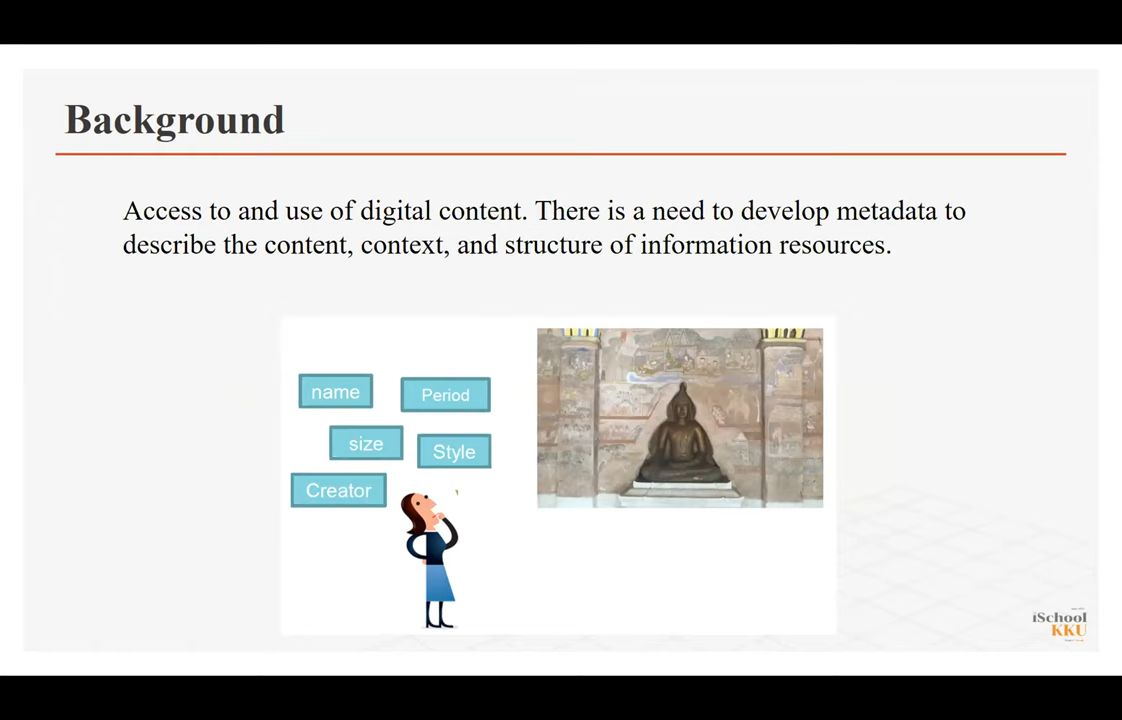 Background
Access to and use of digital content. There is a need to develop metadata to
describe the content, context, and structure of information resources.
name
Period
size
Style
Creator
iSchool
KKU